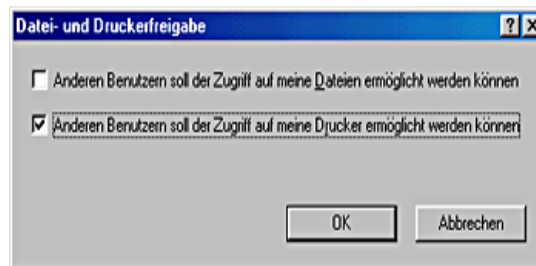 Datei- und Druckerfreigabe
Anderen Benutzern soll der Zugriff auf meine Dateien ermöglicht werden können
Anderen Benutzern soll der Zugriff auf meine Drucker ermöglicht werden können
OK Abbrechen